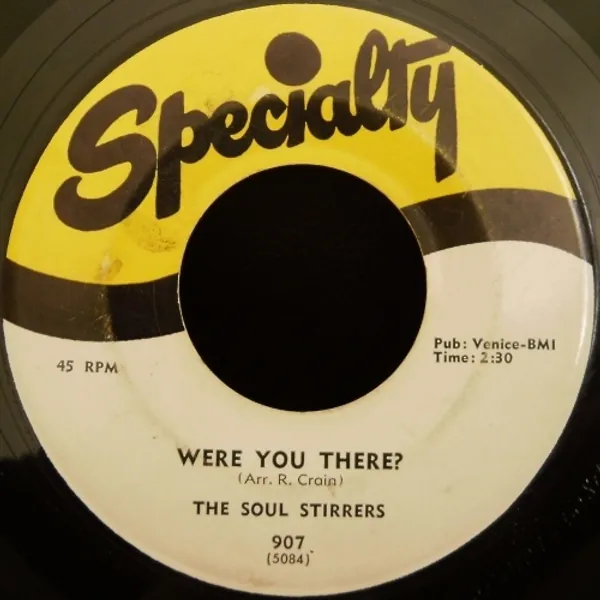 Specialty
45 RPM
Pub: Venice-BMI
Time: 2:30
WERE YOU THERE?
(Arr. R. Crain)
THE SOUL STIRRERS
907
(5084)